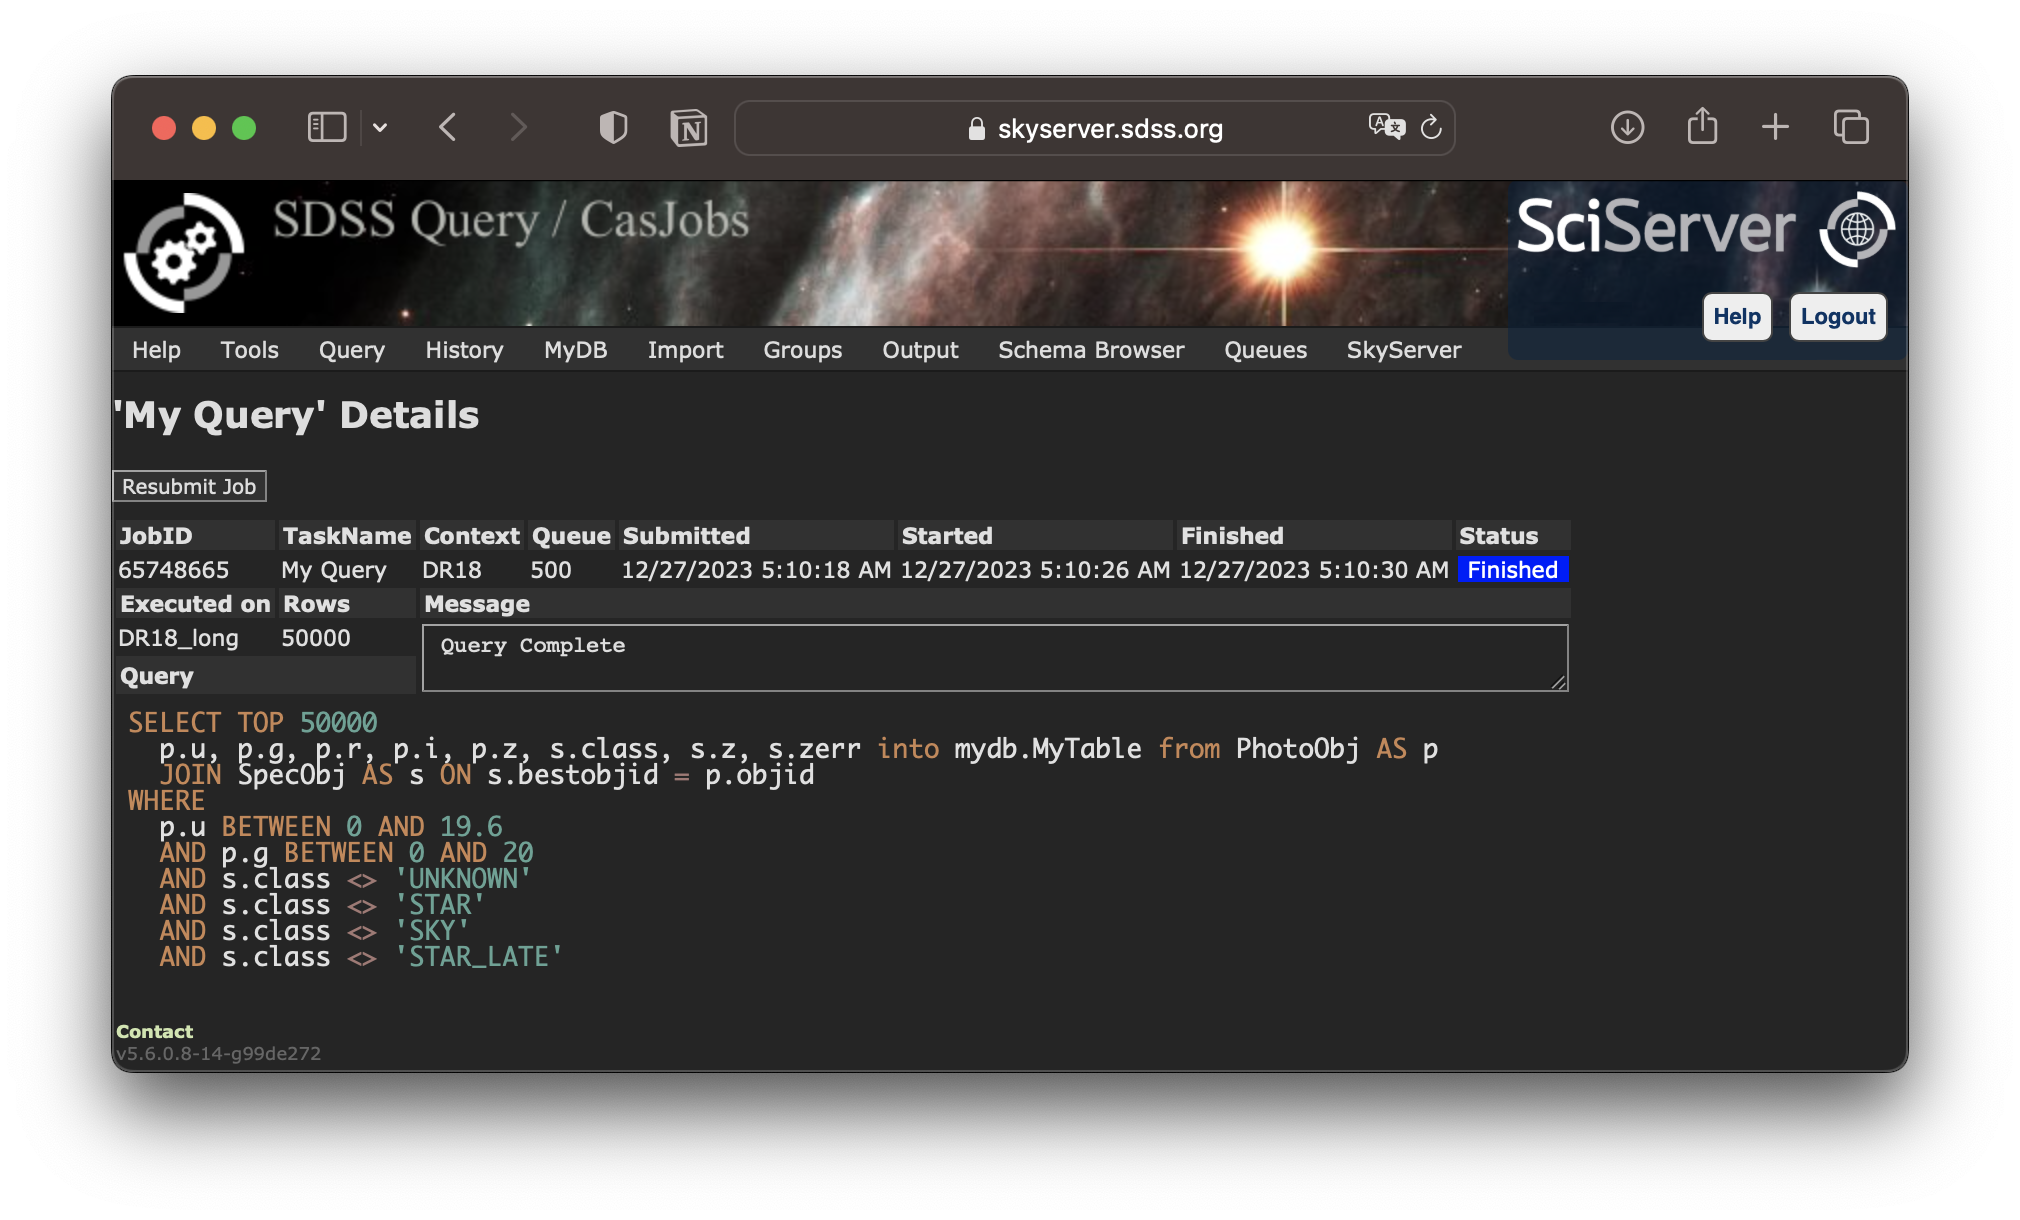 skyserver.sdss.org
SDSS Query / CasJobs
SciServer
Help Logout
Help Tools Query History MyDB Import Groups Output Schema Browser Queues SkyServer
'My Query' Details
Resubmit Job
JobID TaskName Context Queue Submitted Started Finished Status
65748665 My Query DR18 500 12/27/2023 5:10:18 AM 12/27/2023 5:10:26 AM 12/27/2023 5:10:30 AM Finished
Executed on Rows Message
DR18_long 50000 Query Complete
Query
SELECT TOP 50000
p.u, p.g, p.r, p.i, p.z, s.class, s.z, s.zerr into mydb.MyTable from PhotoObj AS p
JOIN SpecObj AS s ON s.bestobjid = p.objid
WHERE
p.u BETWEEN 0 AND 19.6
AND p.g BETWEEN 0 AND 20
AND s.class <> 'UNKNOWN'
AND s.class <> 'STAR'
AND s.class <> 'SKY'
AND s.class <> 'STAR_LATE'
Contact
v5.6.0.8-14-g99de272